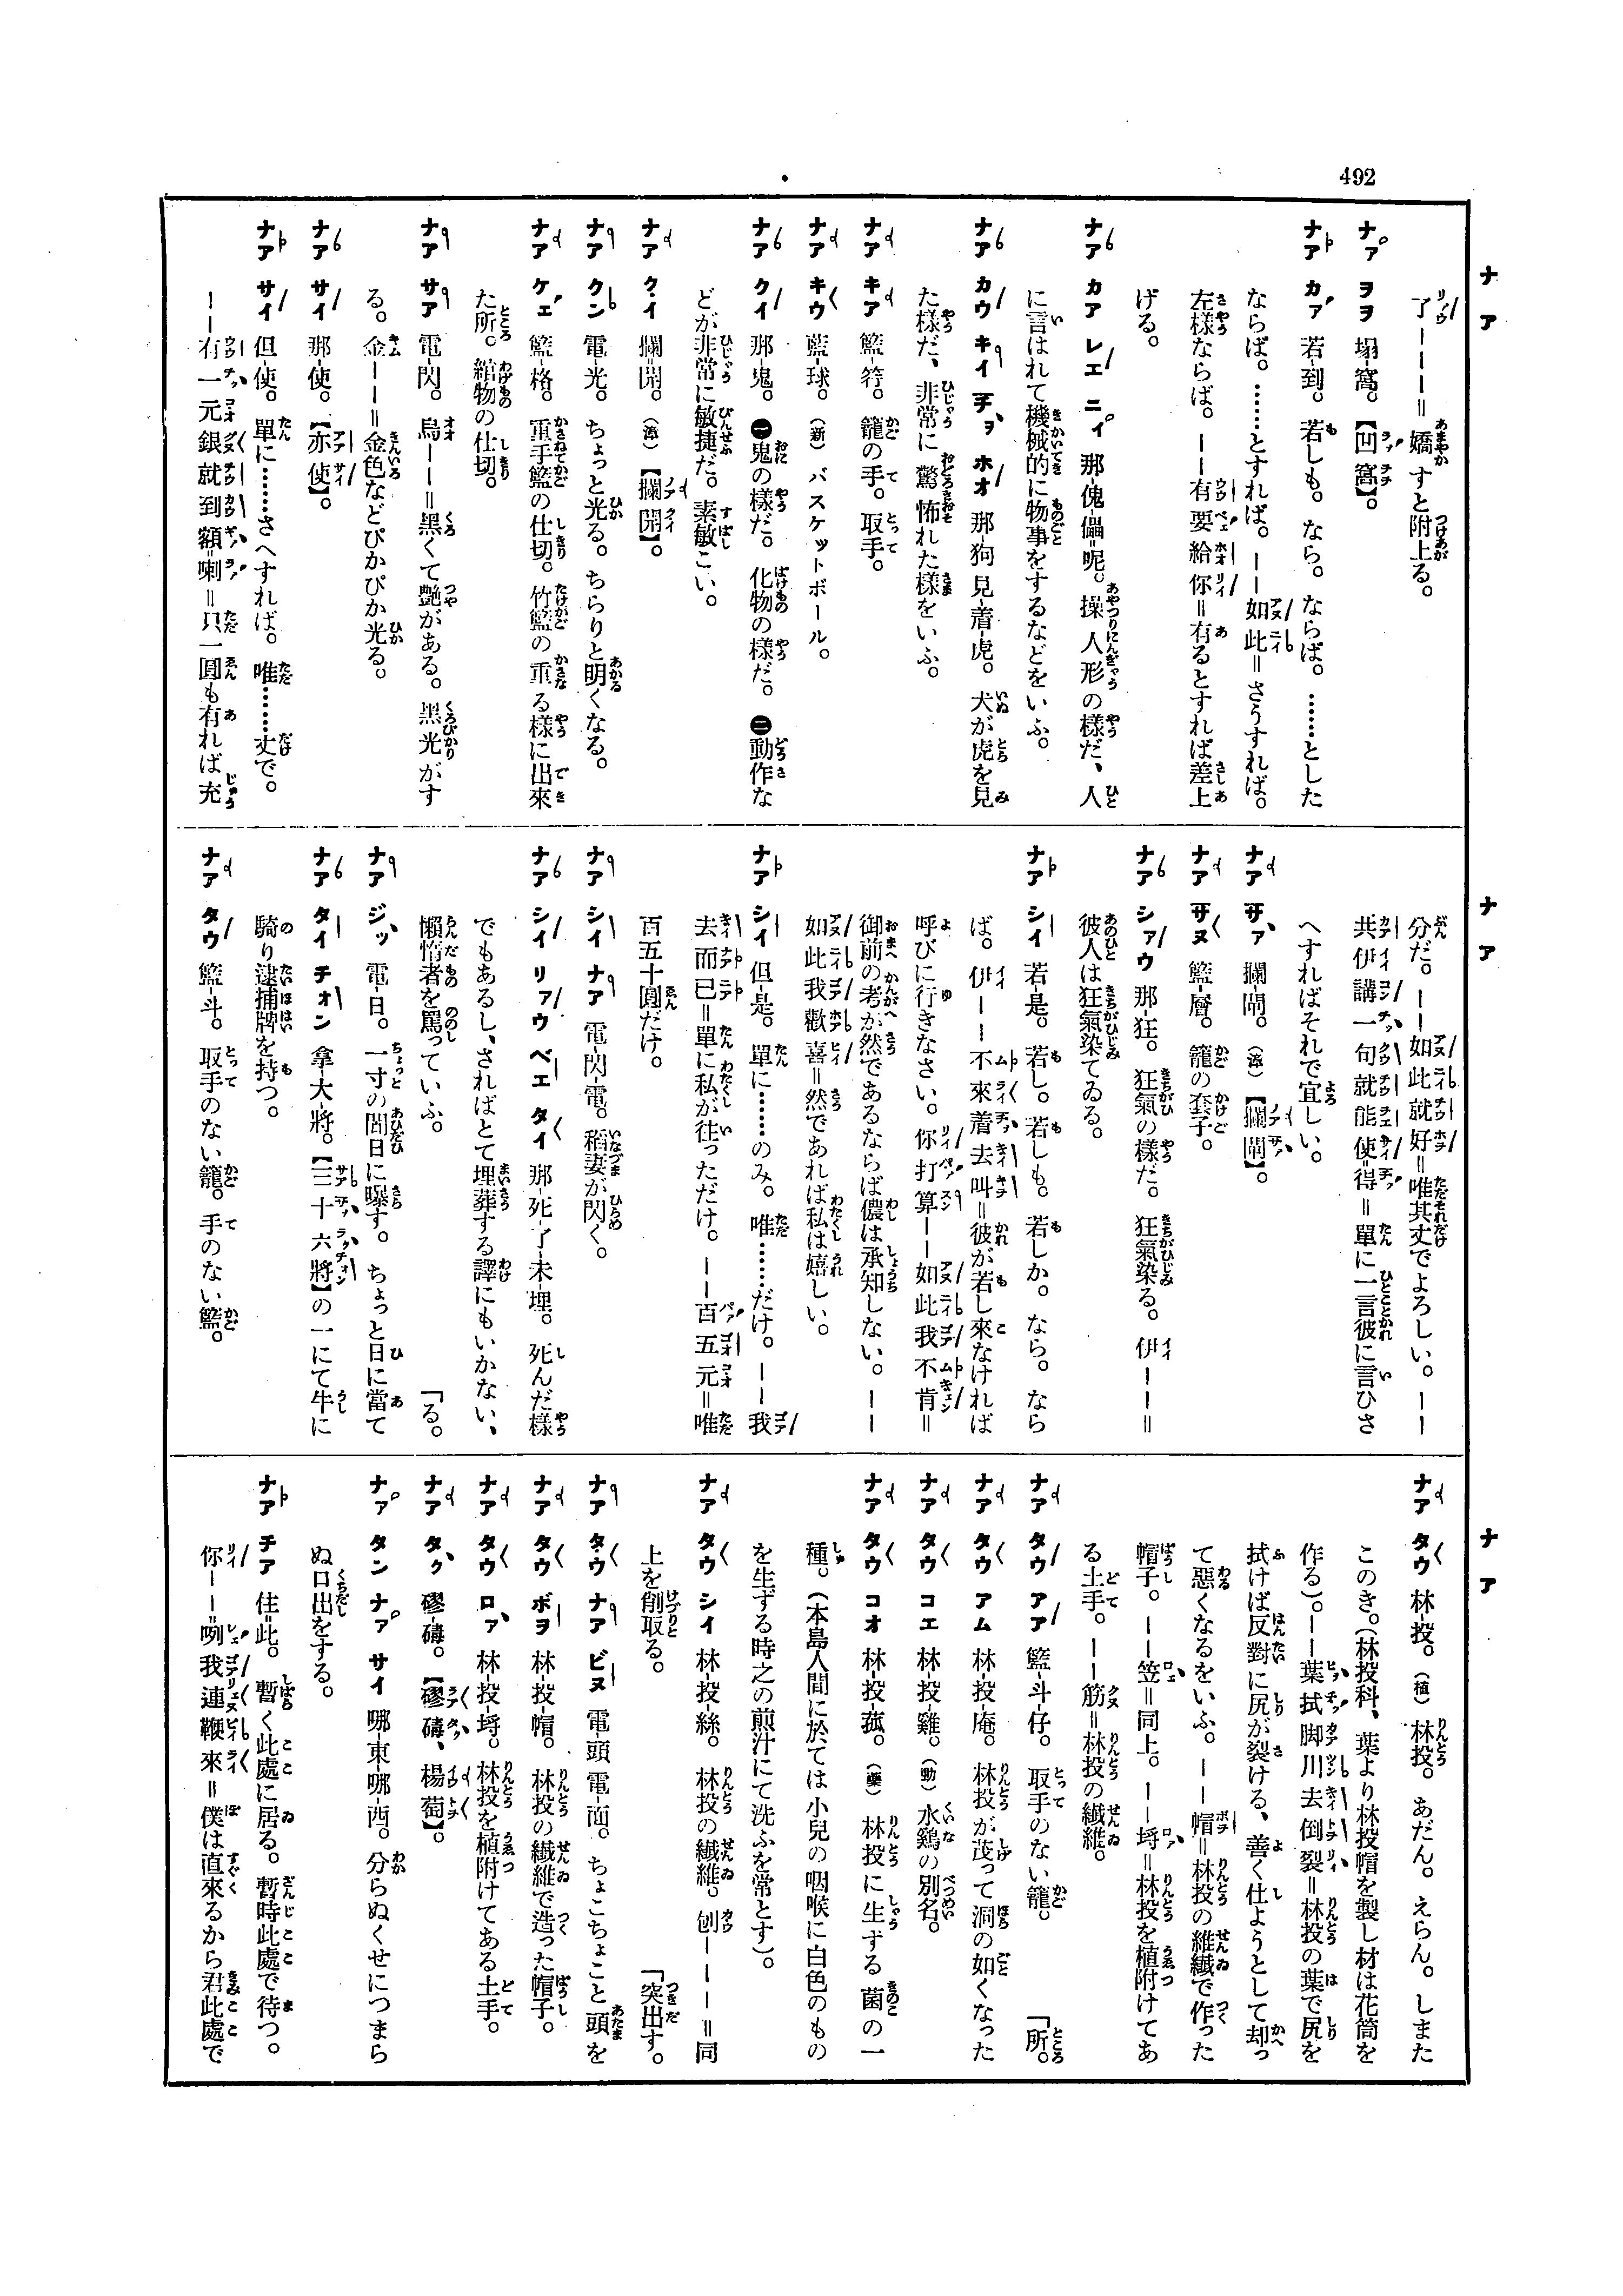 492
ナア
ナア
ナア
了ーーー＝嬌すと附上る。
ナァ ヲヲ 塌-窩。【凹窩】。
ナア カァ 若-到。若しも。なら。ならば。……とした
ならば。……とすれば。ーー如此＝さうすれば。
左樣ならば。ーー有要給你＝有るとすれば差上
げる。
ナア カア レエ ニィ 那-傀-儡=呢。操人形の樣だ、人
に言はれて機械的に物事をするなどをいふ。
ナア カウ キイ チォ ホオ 那-狗見-着-虎。犬が虎を見
た樣だ、非常に驚怖れた樣をいふ。
ナア キア 籃-筓。籠の手。取手。
ナア キウ 藍-球。（新）バスケットボール。
ナア クイ 那-鬼。㊀鬼の樣だ。化物の樣だ。㊁動作な
どが非常に敏捷だ。素敏こい。
ナア クイ 攔-開。（漳）【攔開】。
ナア クン 電-光。ちょっと光る。ちらりと明くなる。
ナア ケェ 籃-格。重手籃の仕切。竹籃の重る樣に出來
た所。綰物の仕切。
ナア サア 電-閃。烏ーー＝黑くて艶がある。黑光がす
る。金ーー＝金色などぴかぴか光る。
ナア サイ 那-使。【亦使】。
ナア サイ 但-使。單に……さへすれば。唯……丈で。
ーー有一元銀就到額-喇＝只一圓も有れば充
分だ。ーー如此就好＝唯其丈でよろしい。ーー
共伊講一句就能使-得＝單に一言彼に言ひさ
へすればそれで宜しい。
ナア サァ 攔-閘。（漳）【攔閘】。
ナア サヌ 籃-層。籠の套子。
ナア シァウ 那-狂。狂氣の樣だ。狂氣染る。伊ーー＝
彼人は狂氣染てゐる。
ナア シイ 若-是。若し。若しも。若しか。なら。なら
ば。伊ーー不來着去叫＝彼が若し來なければ
呼びに行きなさい。你打算ーー如此我不肯＝
御前の考が然であるならば儂は承知しない。ーー
如此我歡喜＝然であれば私は嬉しい。
ナア シイ 但-是。單に……のみ。唯……だけ。ーー我
去而已＝單に私が往っただけ。ーー百五元＝唯
百五十圓だけ。
ナア シイ ナア 電-閃-電。稻妻が閃く。
ナア シイ リァウ ベエ タイ 那-死-了-未-埋。死んだ樣
でもあるし、さればとて埋葬する譯にもいかない、
懶惰者を罵っていふ。「る。
ナア ジッ 電-日。一寸の間日に曝す。ちょっと日に當て
ナア タイ チォン 拿大將。【三十六將】の一にて牛に
騎り逮捕牌を持つ。
ナア タウ 籃-斗。取手のない籠。手のない籃。
ナア タウ 林-投。（植）林投。あだん。えらん。しまた
このき。（林投科、葉より林投帽を製し材は花筒を
作る）。ーー葉拭脚川去倒裂＝林投の葉で尻を
拭けば反對に尻が裂ける、善く仕ようとして却っ
て惡くなるをいふ。ーー帽＝林投の維纖で作った
帽子。ーー笠＝同上。ーー埒＝林投を植附けてあ
る土手。ーー筋＝林投の纖維。
ナア タウ アア 籃-斗-仔。取手のない籠。「所。
ナア タウ アム 林-投-庵。林投が茂って洞の如くなった
ナア タウ コエ 林-投雞。（動）水鷄の別名。
ナア タウ コオ 林-投-菰。（藥）林投に生ずる菌の一
種。（本島人間に於ては小兒の咽喉に白色のもの
を生ずる時之の煎汁にて洗ふを常とす）。
ナア タウ シイ 林-投-絲。林投の纖維。刨ーーー＝同
上を削取る。「突出す。
ナア タウ ナア ビヌ 電-頭電-面。ちょこちょこと頭を
ナア タウ ボヲ 林-投-帽。林投の纖維で造った帽子。
ナア タウ ロァ 林-投-埒。林投を植附けてある土手。
ナア タク 磟-碡。【磟碡、楊萄】。
ナァ タン ナァ サイ 哪-東-哪-西。分らぬくせにつまら
ぬ口出をする。
ナア チア 住=此。暫く此處に居る。暫時此處で待つ。
你ーー＝咧我連鞭來＝僕は直來るから君此處で